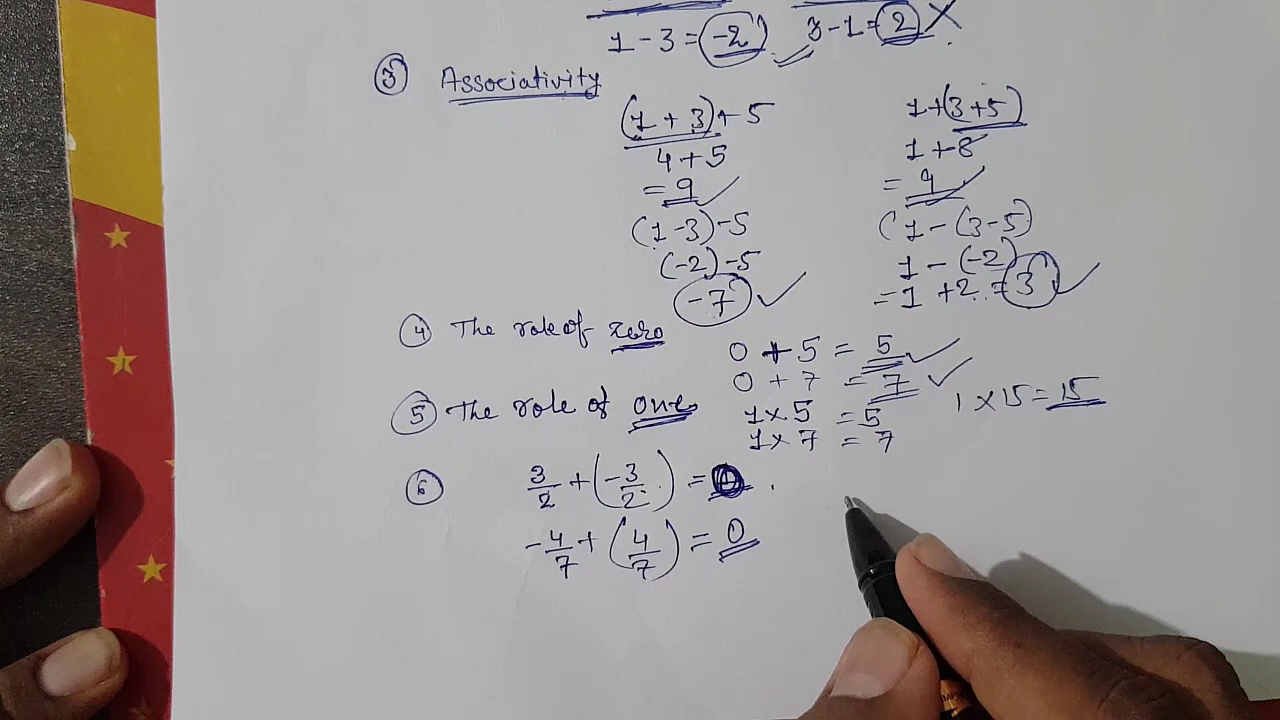 1 - 3 = -2 3 - 1 = 2 X
③ Associativity
(1 + 3) + 5 1 + (3 + 5)
4 + 5 1 + 8
= 9 = 9
(1 - 3) - 5 ( 1 - (3 - 5)
(-2) - 5 1 - (-2)
-7 = 1 + 2 = 3
④ The role of zero
0 + 5 = 5
0 + 7 = 7
⑤ The role of one 1 × 5 = 5 1 × 15 = 15
1 × 7 = 7
⑥ 3/2 + (-3/2) =
-4/7 + (4/7) = 0